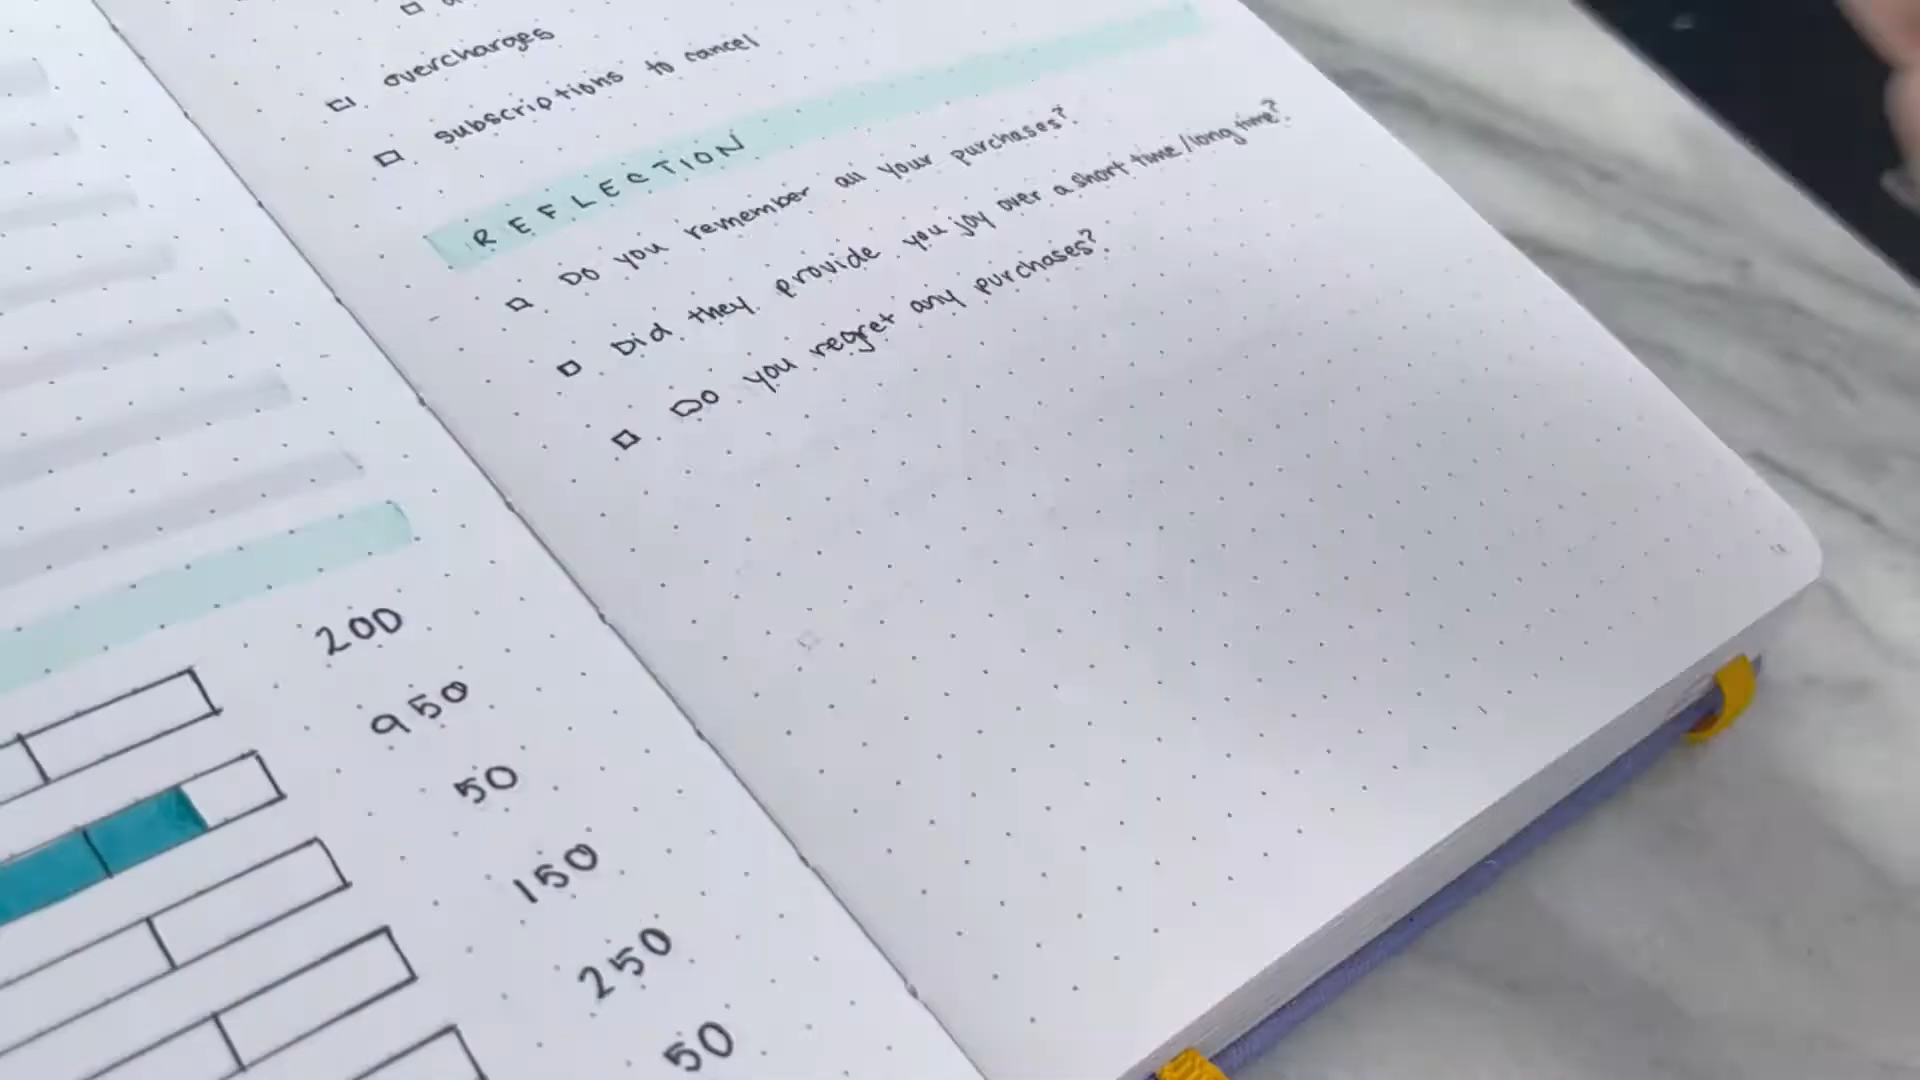 200
950
50
150
250
50
overcharges
subscriptions to cancel
REFLECTION
Do you remember all your purchases?
Did they provide you joy over a short time/long time?
Do you regret any purchases?